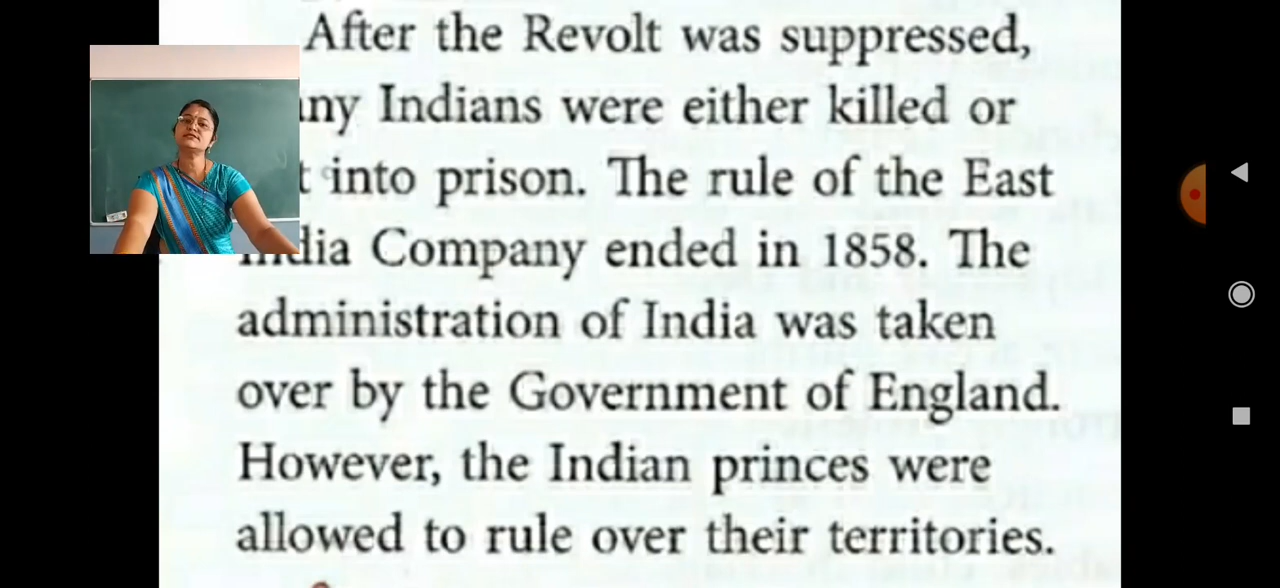 After the Revolt was suppressed,
ny Indians were either killed or
t into prison. The rule of the East
dia Company ended in 1858. The
administration of India was taken
over by the Government of England.
However, the Indian princes were
allowed to rule over their territories.